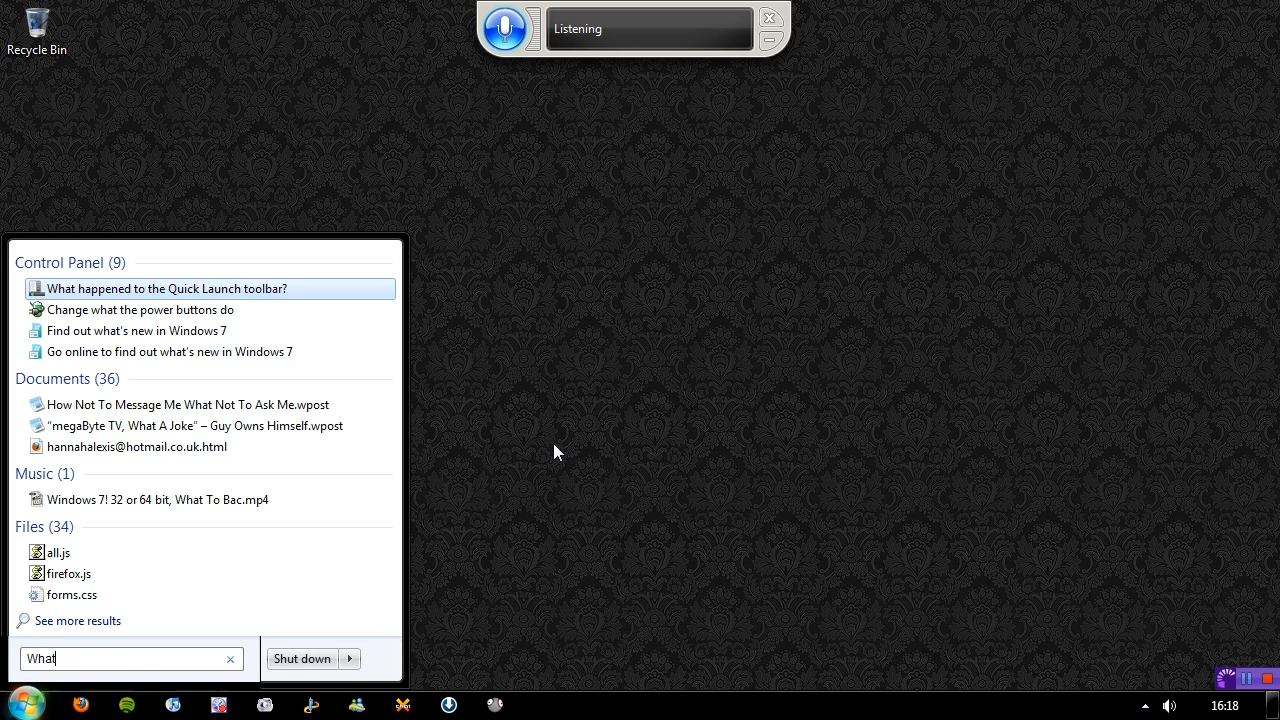 Recycle Bin
Listening
Control Panel (9)
What happened to the Quick Launch toolbar?
Change what the power buttons do
Find out what's new in Windows 7
Go online to find out what's new in Windows 7
Documents (36)
How Not To Message Me What Not To Ask Me.wpost
“megaByte TV, What A Joke” – Guy Owns Himself.wpost
hannahalexis@hotmail.co.uk.html
Music (1)
Windows 7! 32 or 64 bit, What To Bac.mp4
Files (34)
all.js
firefox.js
forms.css
See more results
What
Shut down
16:18